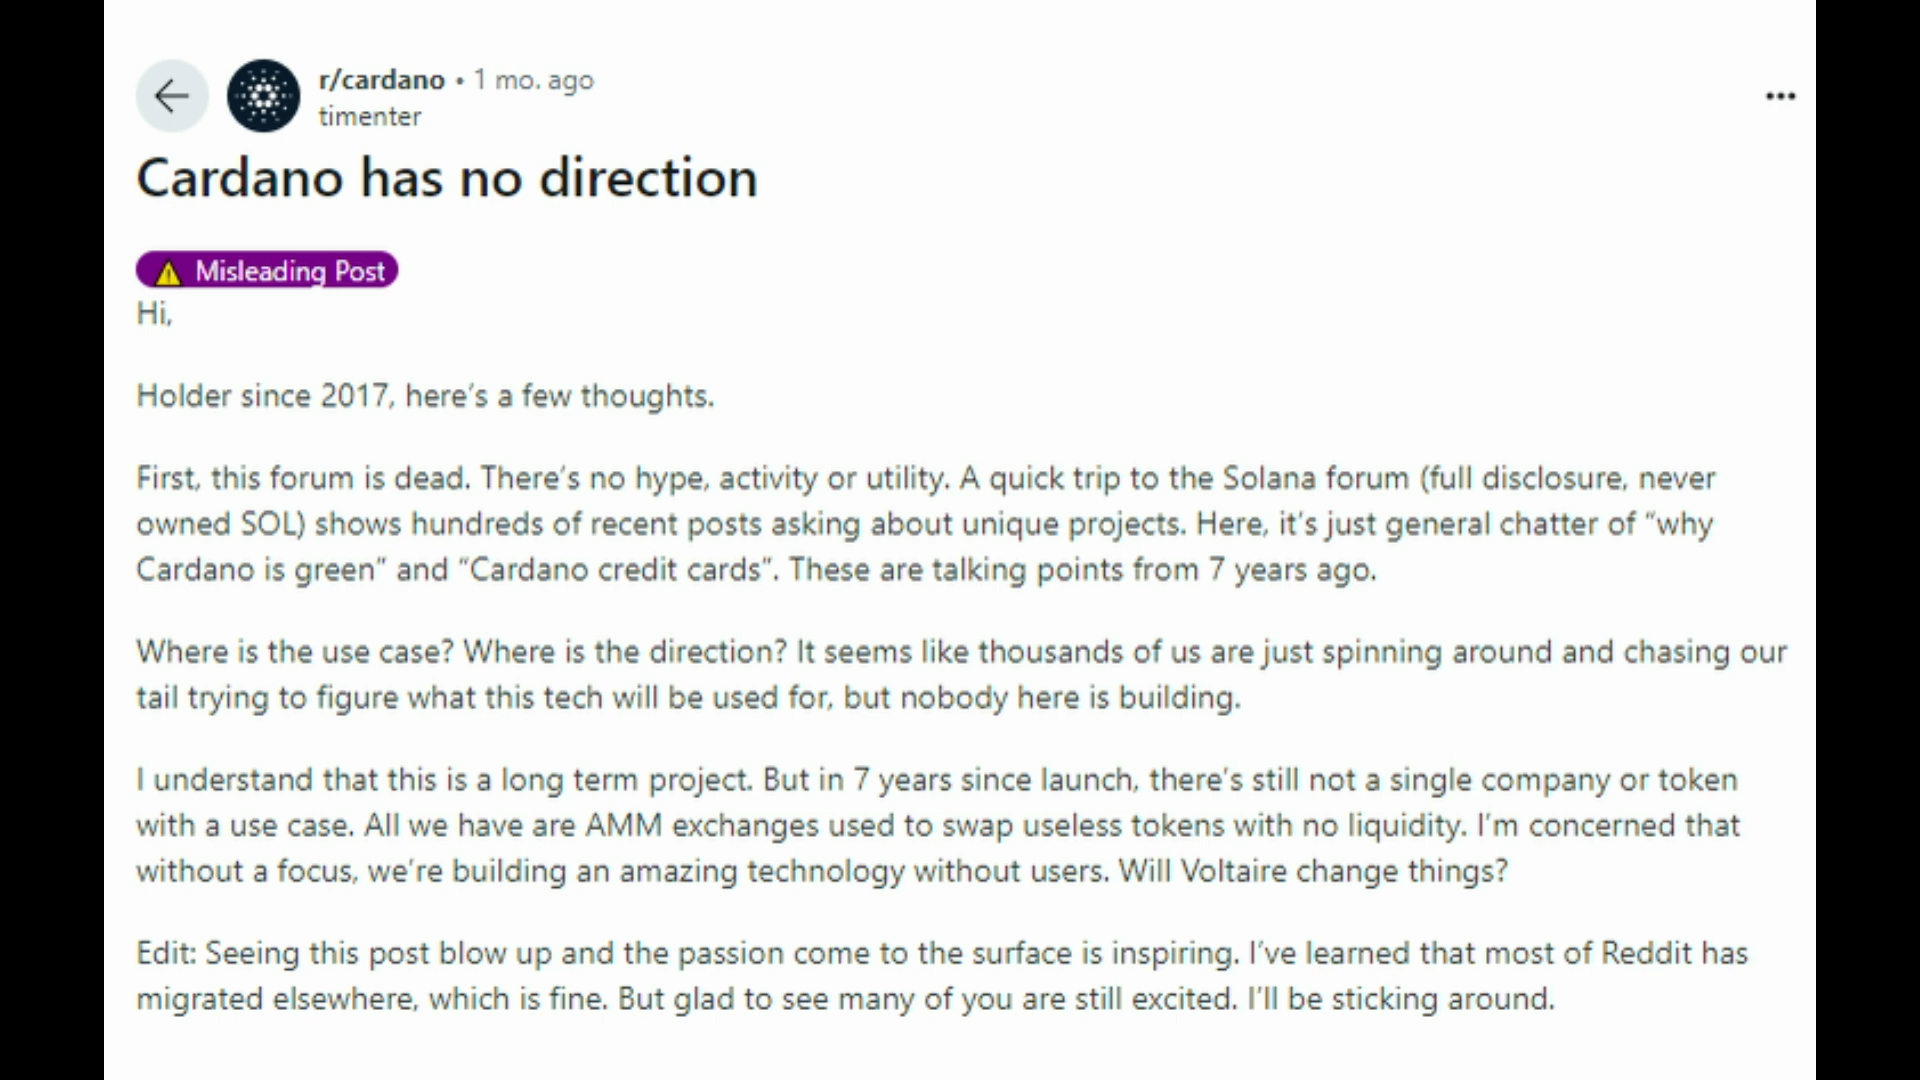 r/cardano • 1 mo. ago
timenter
Cardano has no direction
⚠ Misleading Post
Hi,
Holder since 2017, here’s a few thoughts.
First, this forum is dead. There’s no hype, activity or utility. A quick trip to the Solana forum (full disclosure, never
owned SOL) shows hundreds of recent posts asking about unique projects. Here, it’s just general chatter of “why
Cardano is green” and “Cardano credit cards”. These are talking points from 7 years ago.
Where is the use case? Where is the direction? It seems like thousands of us are just spinning around and chasing our
tail trying to figure what this tech will be used for, but nobody here is building.
I understand that this is a long term project. But in 7 years since launch, there’s still not a single company or token
with a use case. All we have are AMM exchanges used to swap useless tokens with no liquidity. I’m concerned that
without a focus, we’re building an amazing technology without users. Will Voltaire change things?
Edit: Seeing this post blow up and the passion come to the surface is inspiring. I’ve learned that most of Reddit has
migrated elsewhere, which is fine. But glad to see many of you are still excited. I’ll be sticking around.